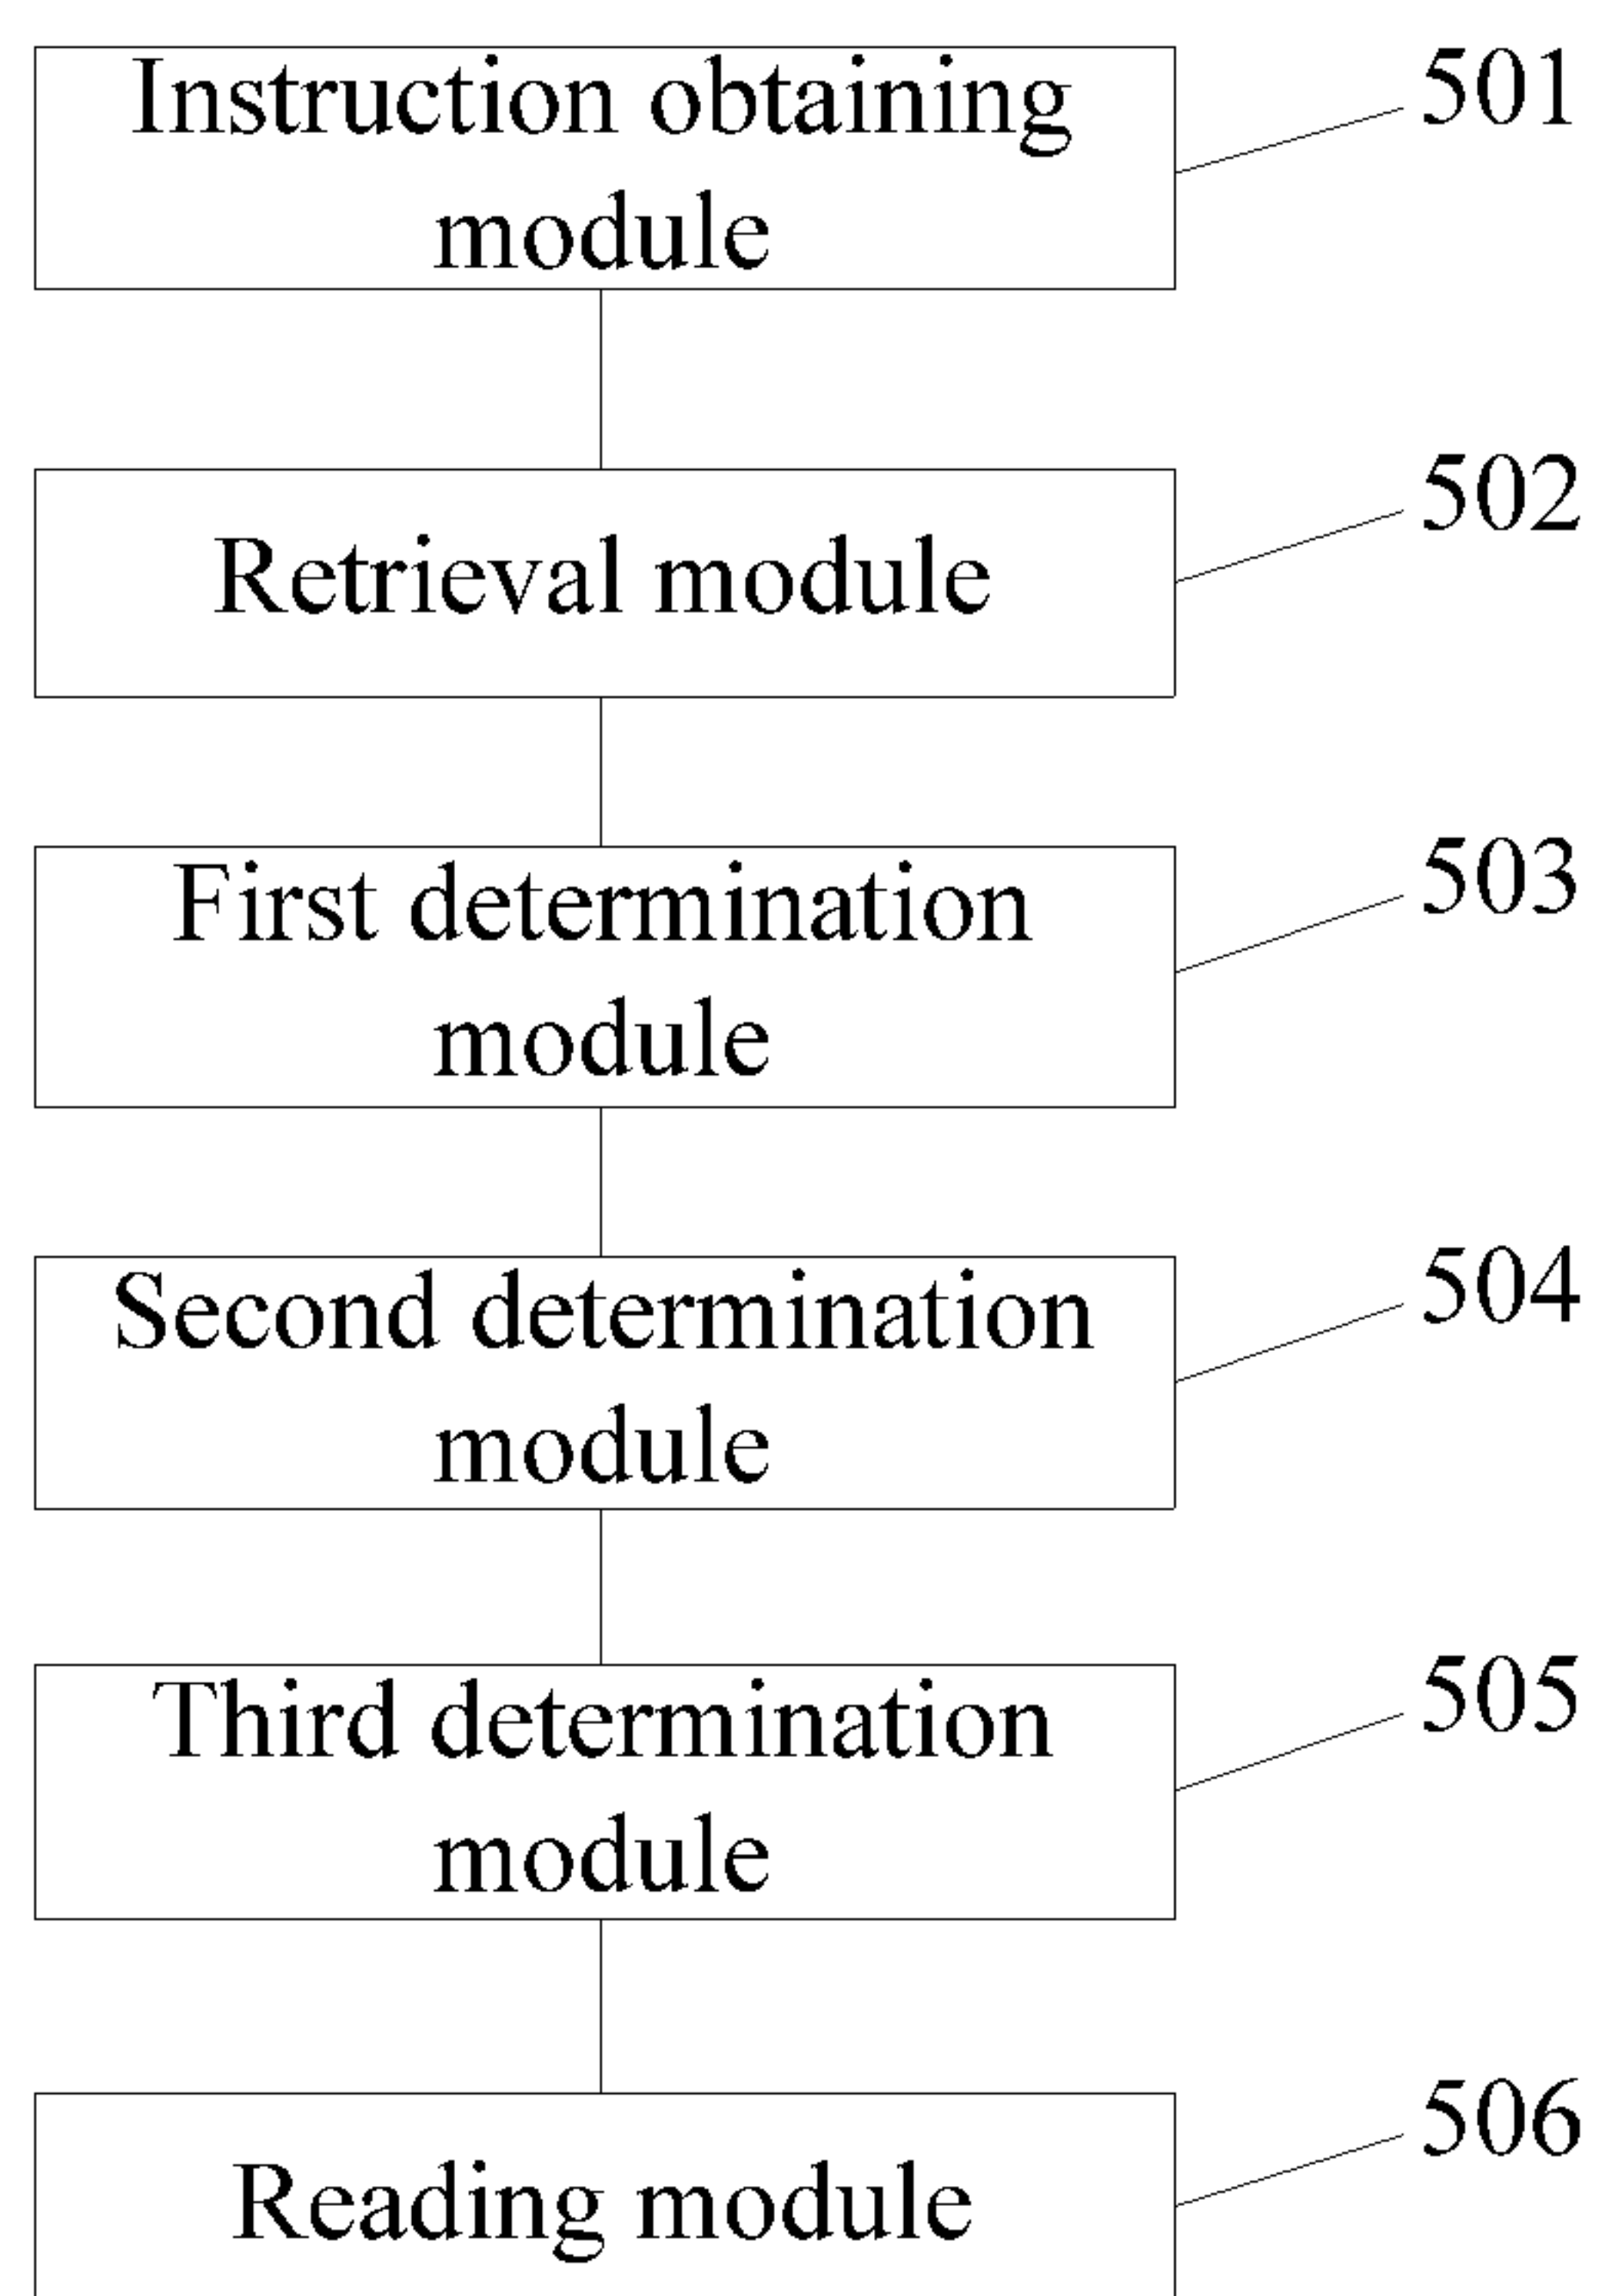 Instruction obtaining
module
501
Retrieval module
502
First determination
module
503
Second determination
module
504
Third determination
module
505
Reading module
506